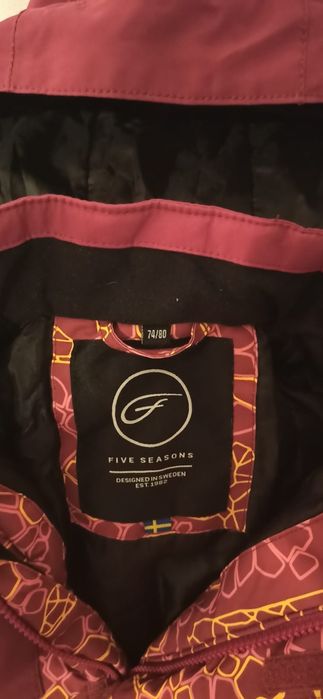 74/80
FIVE SEASONS
DESIGNED IN SWEDEN
EST. 1982